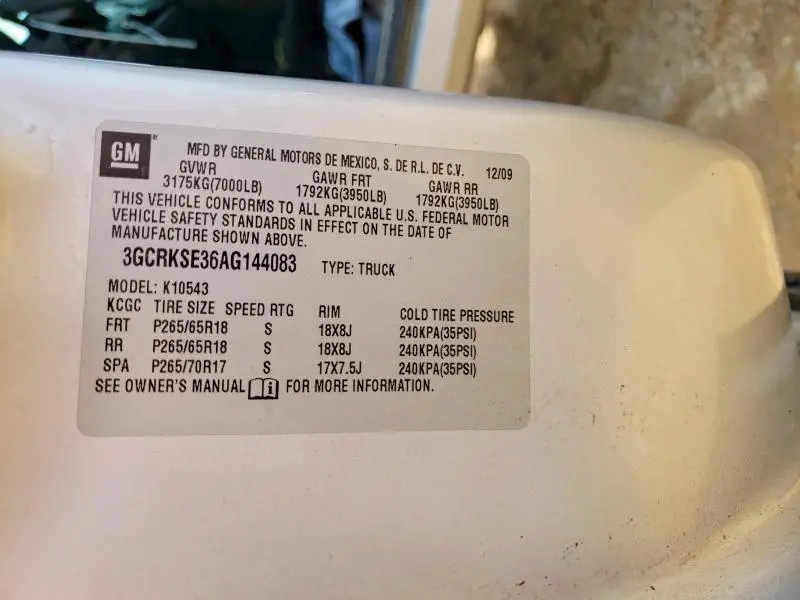 GM
MFD BY GENERAL MOTORS DE MEXICO, S. DE R.L. DE C.V. 12/09
GVWR GAWR FRT GAWR RR
3175KG(7000LB) 1792KG(3950LB) 1792KG(3950LB)
THIS VEHICLE CONFORMS TO ALL APPLICABLE U.S. FEDERAL MOTOR
VEHICLE SAFETY STANDARDS IN EFFECT ON THE DATE OF
MANUFACTURE SHOWN ABOVE.
3GCRKSE36AG144083 TYPE: TRUCK
MODEL: K10543
KCGC TIRE SIZE SPEED RTG RIM COLD TIRE PRESSURE
FRT P265/65R18 S 18X8J 240KPA(35PSI)
RR P265/65R18 S 18X8J 240KPA(35PSI)
SPA P265/70R17 S 17X7.5J 240KPA(35PSI)
SEE OWNER'S MANUAL i FOR MORE INFORMATION.